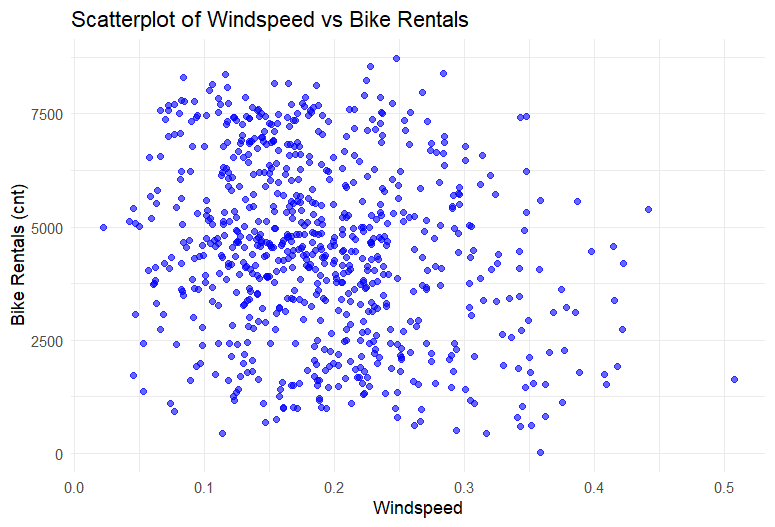 Scatterplot of Windspeed vs Bike Rentals
Bike Rentals (cnt)
7500
5000
2500
0
0.0 0.1 0.2 0.3 0.4 0.5
Windspeed